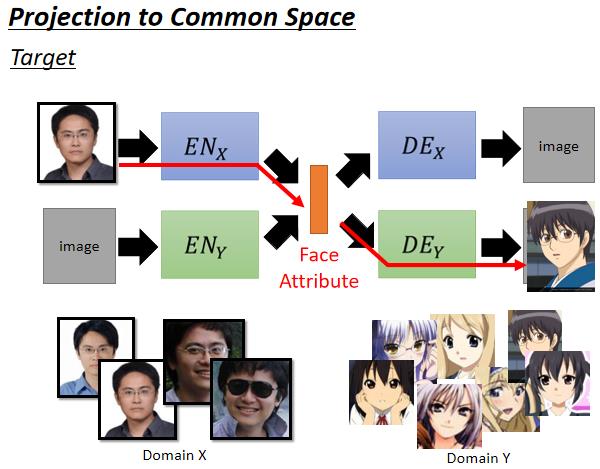 Projection to Common Space
Target
EN_X
DE_X
image
image
EN_Y
DE_Y
Face
Attribute
Domain X
Domain Y